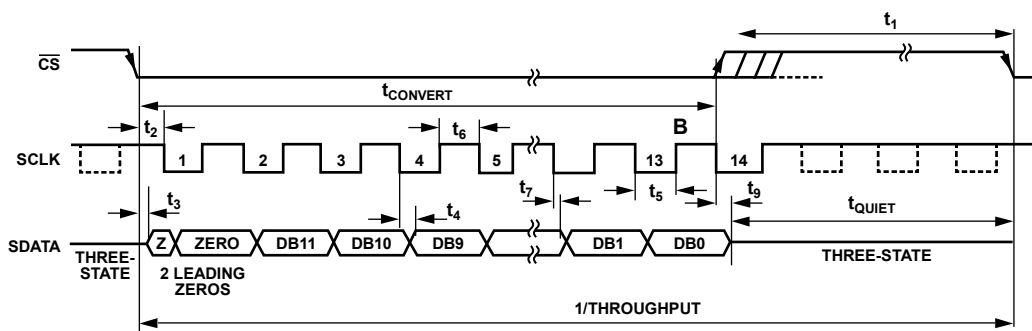 t1
CS
tCONVERT
t2
t6
B
SCLK
1
2
3
4
5
13
14
t3
t4
t7
t5
t9
tQUIET
SDATA
Z
ZERO
DB11
DB10
DB9
DB1
DB0
THREE-
STATE
2 LEADING
ZEROS
THREE-STATE
1/THROUGHPUT